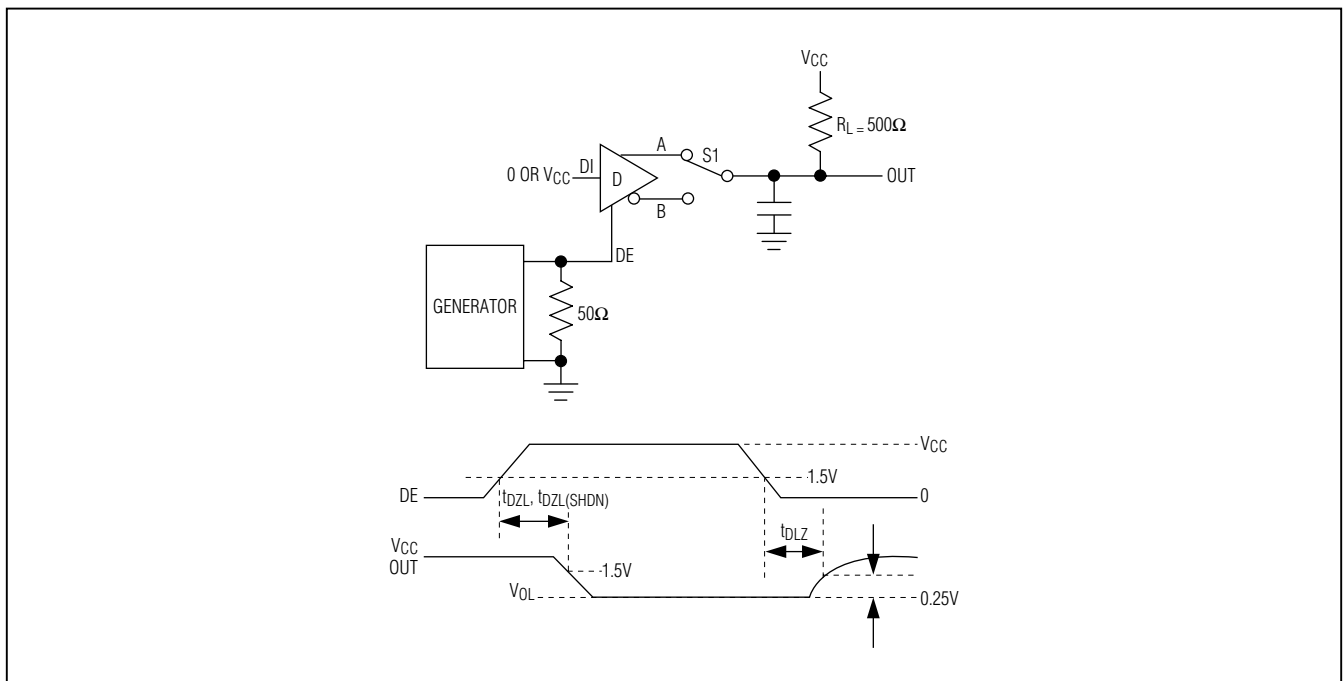 VCC
RL = 500Ω
A
S1
0 OR VCC
DI
D
OUT
B
DE
GENERATOR
50Ω
VCC
1.5V
DE
0
tDZL, tDZL(SHDN)
tDLZ
VCC
OUT
1.5V
VOL
0.25V